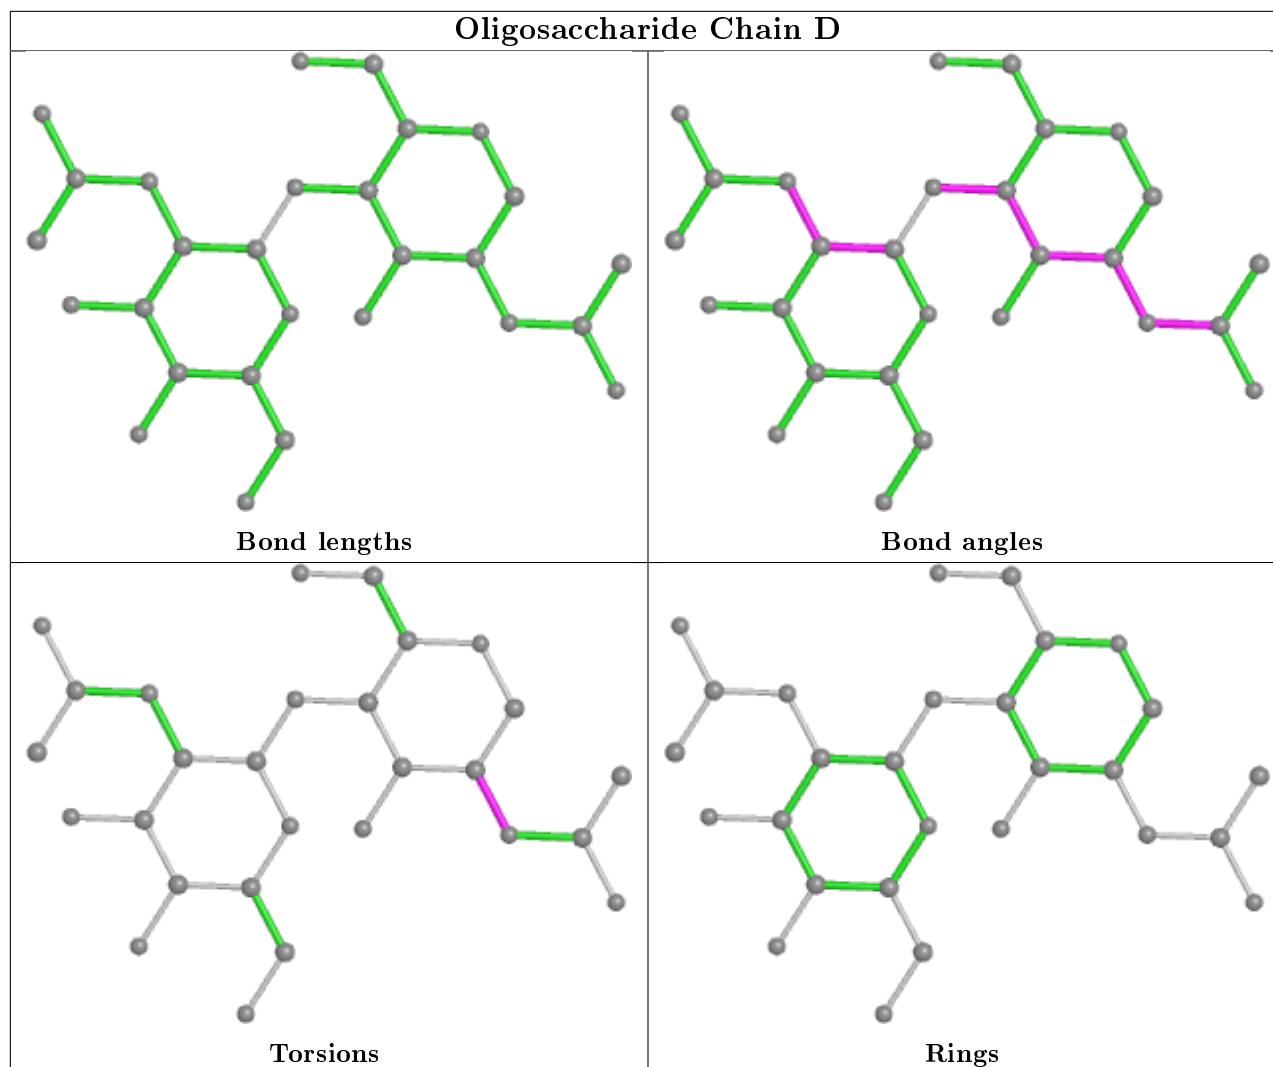 Oligosaccharide Chain D
Bond lengths
Bond angles
Torsions
Rings